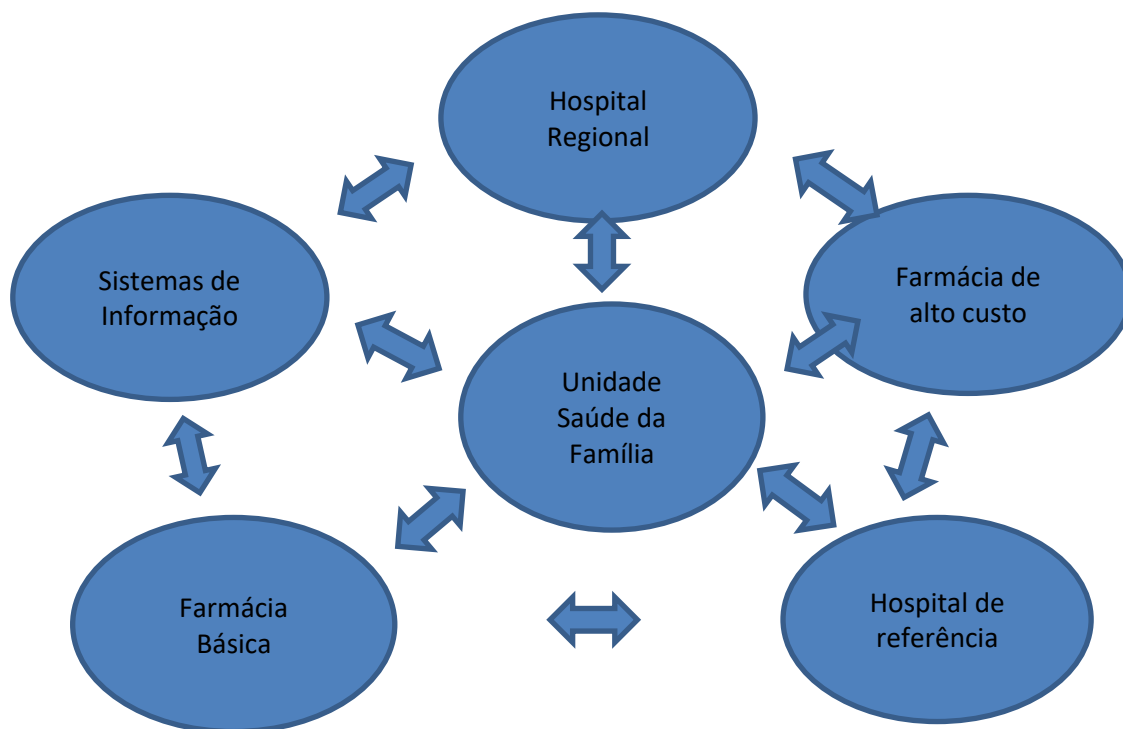 Hospital
Regional
Sistemas de
Informação
Farmácia de
alto custo
Unidade
Saúde da
Família
Farmácia
Básica
Hospital de
referência